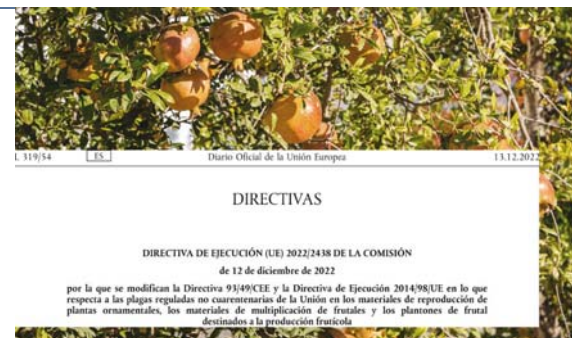 L 319/54 ES Diario Oficial de la Unión Europea 13.12.2022
DIRECTIVAS
DIRECTIVA DE EJECUCIÓN (UE) 2022/2438 DE LA COMISIÓN
de 12 de diciembre de 2022
por la que se modifican la Directiva 93/49/CEE y la Directiva de Ejecución 2014/98/UE en lo que
respecta a las plagas reguladas no cuarentenarias de la Unión en los materiales de reproducción de
plantas ornamentales, los materiales de multiplicación de frutales y los plantones de frutal
destinados a la producción frutícola